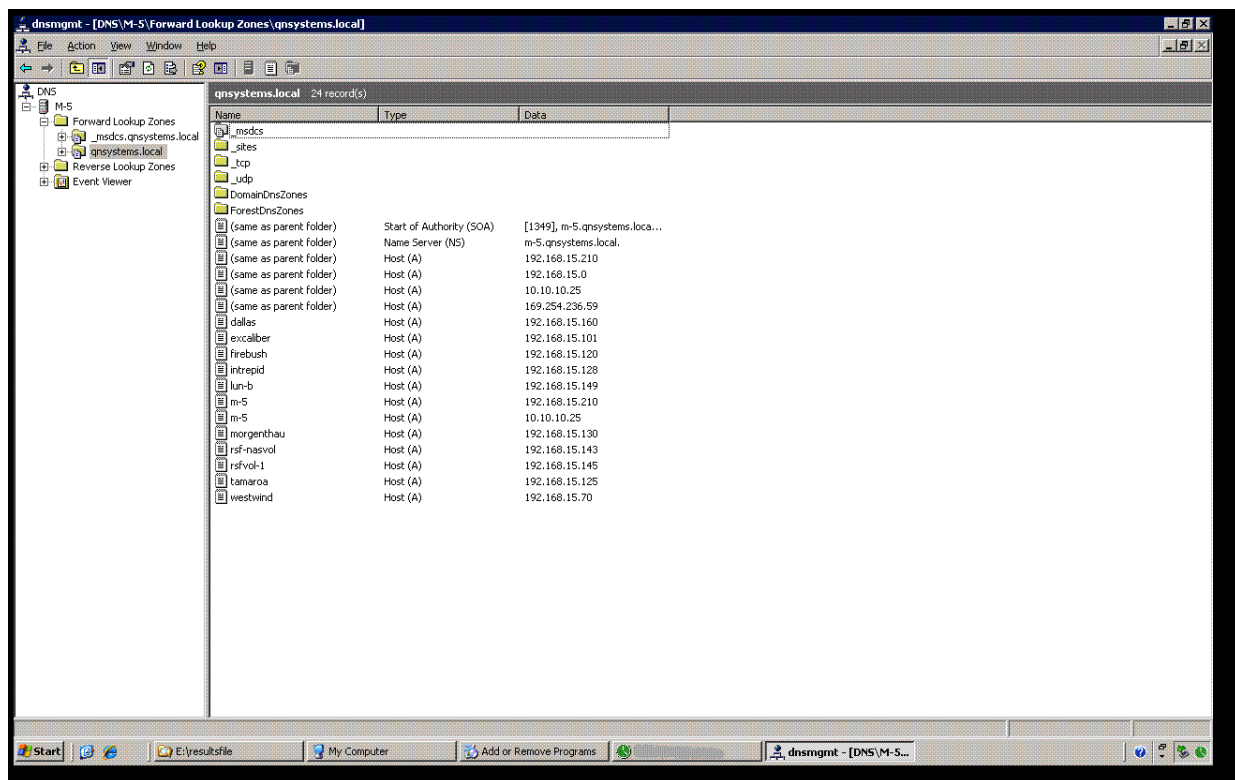 dnsmgmt - [DNS\M-5\Forward Lookup Zones\qnsystems.local]
File Action View Window Help
DNS
M-5
Forward Lookup Zones
_msdcs.qnsystems.local
qnsystems.local
Reverse Lookup Zones
Event Viewer
qnsystems.local 24 record(s)
Name Type Data
_msdcs
_sites
_tcp
_udp
DomainDnsZones
ForestDnsZones
(same as parent folder) Start of Authority (SOA) [1349], m-5.qnsystems.loca...
(same as parent folder) Name Server (NS) m-5.qnsystems.local.
(same as parent folder) Host (A) 192.168.15.210
(same as parent folder) Host (A) 192.168.15.0
(same as parent folder) Host (A) 10.10.10.25
(same as parent folder) Host (A) 169.254.236.59
dallas Host (A) 192.168.15.160
excaliber Host (A) 192.168.15.101
firebush Host (A) 192.168.15.120
intrepid Host (A) 192.168.15.128
lun-b Host (A) 192.168.15.149
m-5 Host (A) 192.168.15.210
m-5 Host (A) 10.10.10.25
morgenthau Host (A) 192.168.15.130
rsf-nasvol Host (A) 192.168.15.143
rsfvol-1 Host (A) 192.168.15.145
tamaroa Host (A) 192.168.15.125
westwind Host (A) 192.168.15.70
Start E:\resultsfile My Computer Add or Remove Programs dnsmgmt - [DNS\M-5...